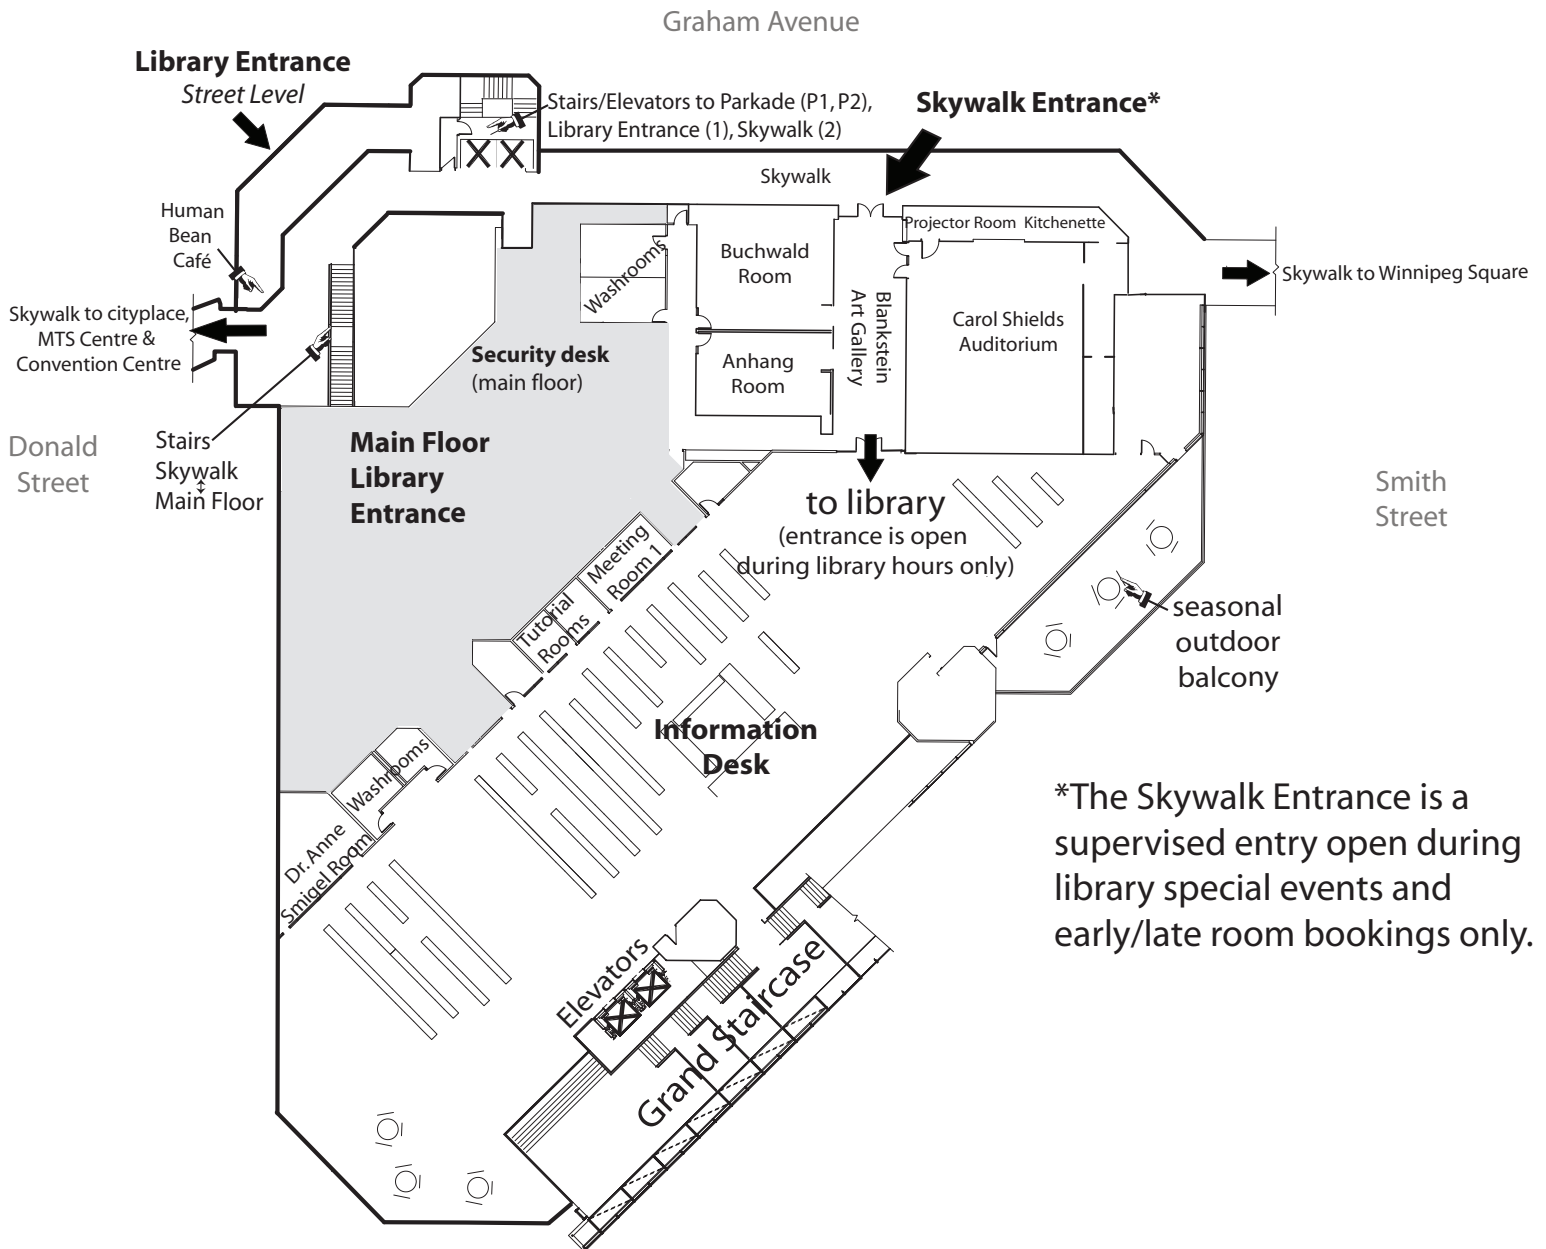 Graham Avenue
Library Entrance
Street Level
Stairs/Elevators to Parkade (P1, P2),
Library Entrance (1), Skywalk (2)
Skywalk Entrance*
Skywalk
Human
Bean
Café
Projector Room Kitchenette
Washrooms
Buchwald
Room
Blankstein
Art Gallery
Carol Shields
Auditorium
Skywalk to Winnipeg Square
Skywalk to cityplace,
MTS Centre &
Convention Centre
Security desk
(main floor)
Anhang
Room
Donald
Street
Stairs
Skywalk
Main Floor
Main Floor
Library
Entrance
to library
(entrance is open
during library hours only)
Smith
Street
Meeting
Room 1
Tutorial
Rooms
seasonal
outdoor
balcony
Information
Desk
Washrooms
Dr. Anne
Smigel Room
*The Skywalk Entrance is a
supervised entry open during
library special events and
early/late room bookings only.
Elevators
Grand Staircase